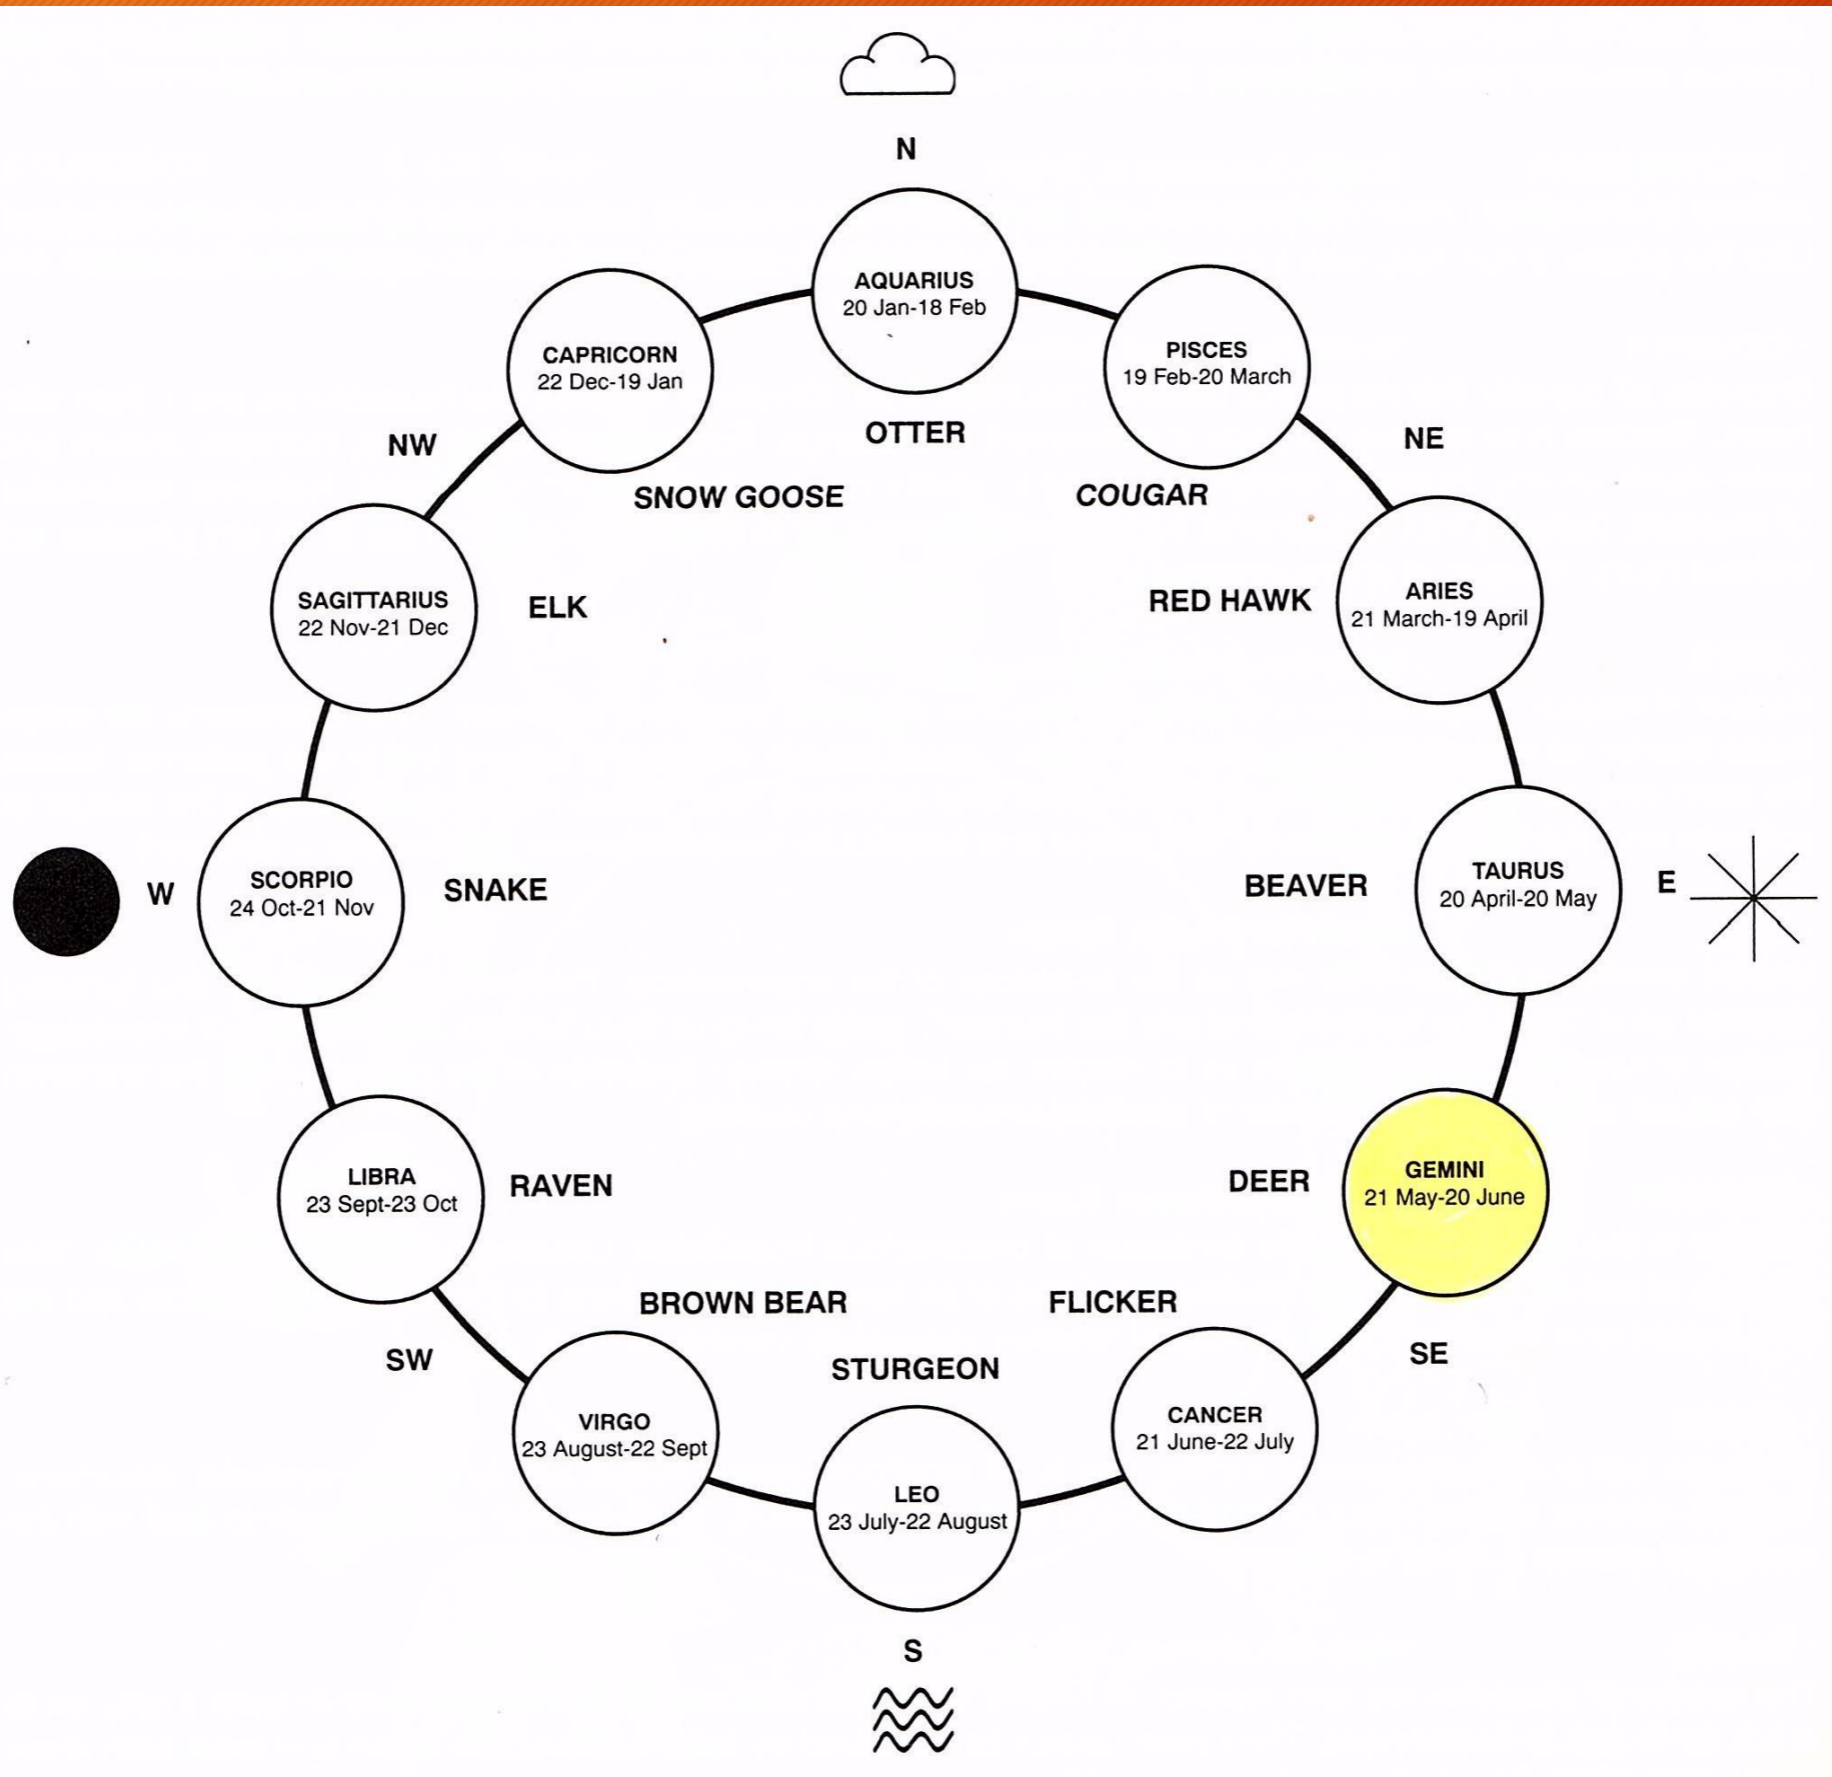 N
AQUARIUS
20 Jan-18 Feb
OTTER
PISCES
19 Feb-20 March
COUGAR
NE
ARIES
21 March-19 April
RED HAWK
TAURUS
20 April-20 May
BEAVER
E
GEMINI
21 May-20 June
DEER
SE
CANCER
21 June-22 July
FLICKER
LEO
23 July-22 August
STURGEON
S
VIRGO
23 August-22 Sept
BROWN BEAR
SW
LIBRA
23 Sept-23 Oct
RAVEN
SCORPIO
24 Oct-21 Nov
SNAKE
W
SAGITTARIUS
22 Nov-21 Dec
ELK
NW
CAPRICORN
22 Dec-19 Jan
SNOW GOOSE